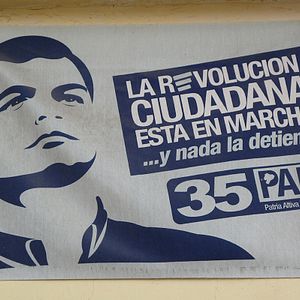 LA REVOLUCION
CIUDADANA
ESTA EN MARCH
...y nada la detien
35 PA
Patria Altiva